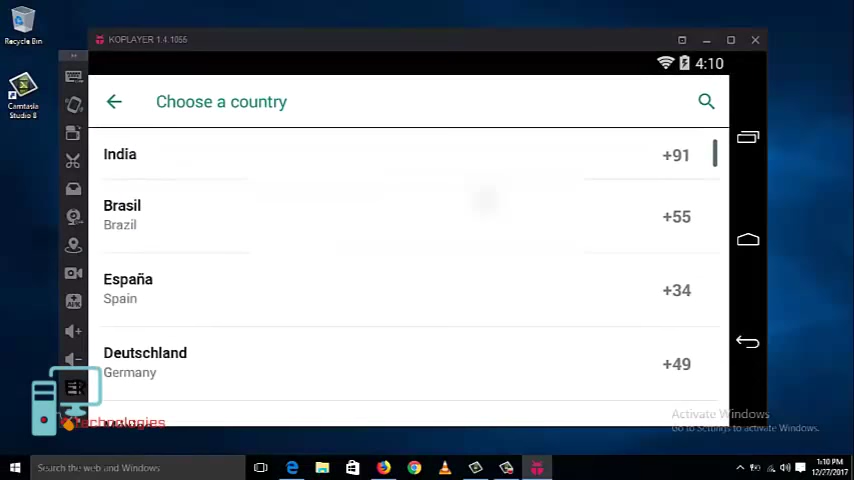 Recycle Bin
KOPLAYER 1.4.1055
4:10
Choose a country
India
+91
Brasil
Brazil
+55
España
Spain
+34
Deutschland
Germany
+49
Camtasia
Studio 8
APK
Technologies
Activate Windows
Go to Settings to activate Windows.
Search the web and Windows
1:10 PM
12/27/2017